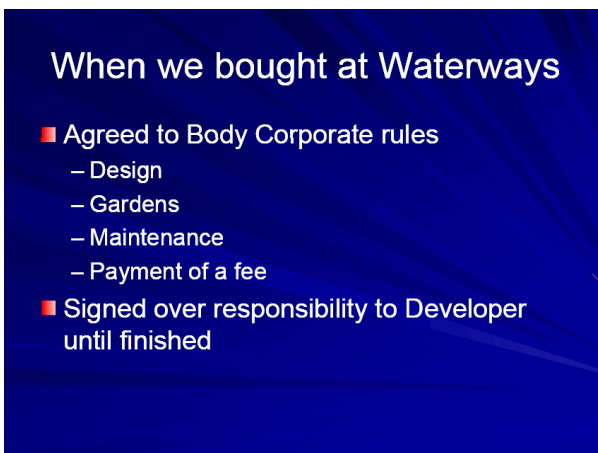 When we bought at Waterways
Agreed to Body Corporate rules
– Design
– Gardens
– Maintenance
– Payment of a fee
Signed over responsibility to Developer
until finished